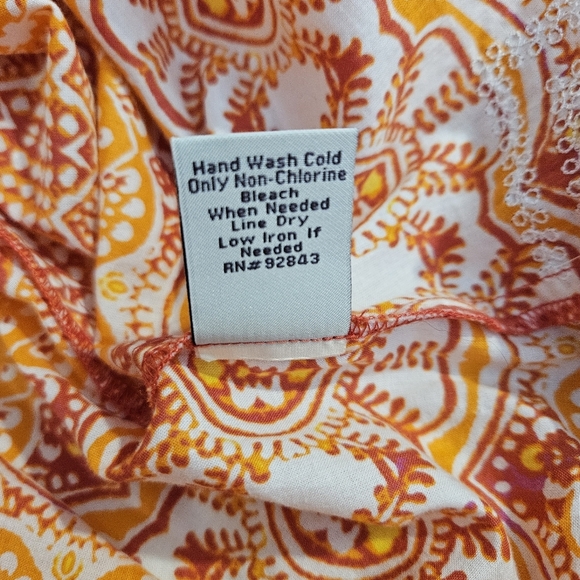 Hand Wash Cold
Only Non-Chlorine
Bleach
When Needed
Line Dry
Low Iron If
Needed
RN# 92843